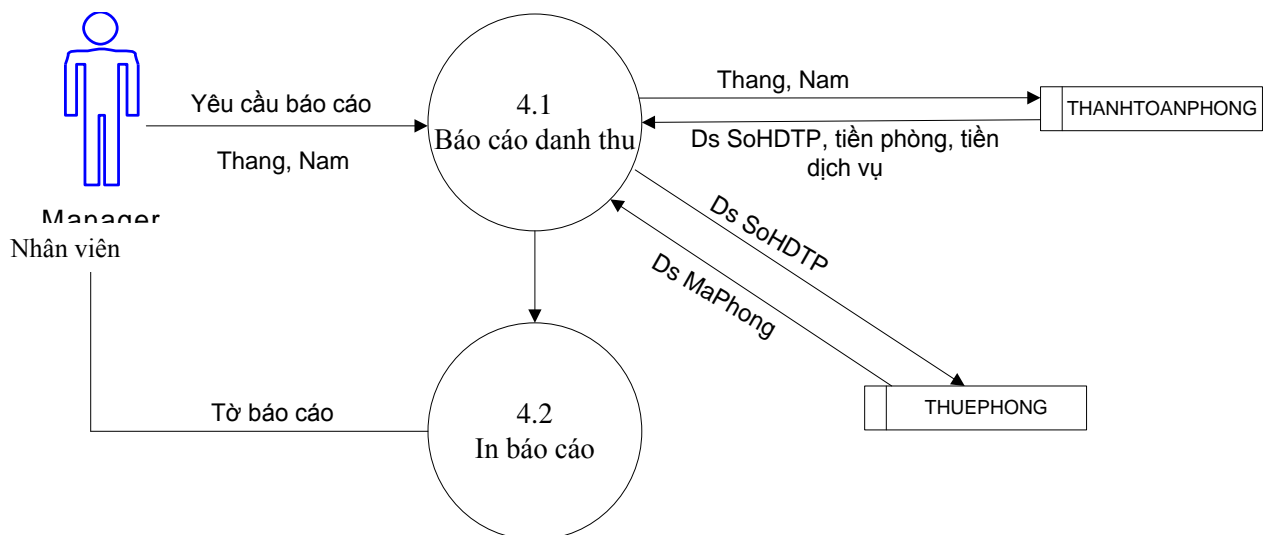 Yêu cầu báo cáo
Thang, Nam
4.1
Báo cáo danh thu
Thang, Nam
THANHTOANPHONG
Ds SoHDTP, tiền phòng, tiền
dịch vụ
Manager
Nhân viên
Ds SoHDTP
Ds MaPhong
Tờ báo cáo
4.2
In báo cáo
THUEPHONG